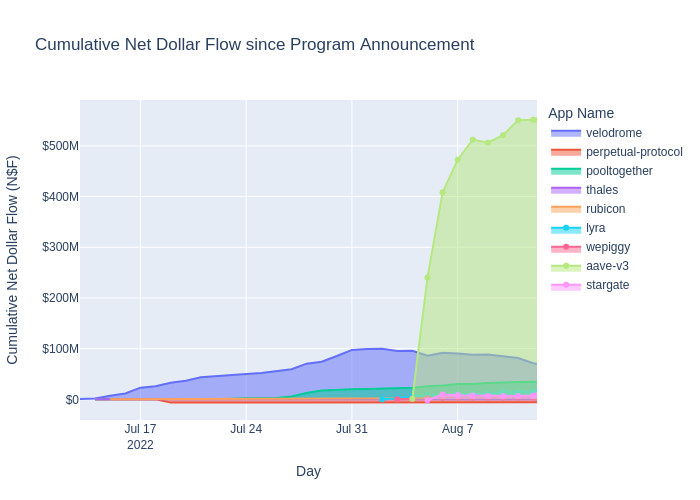 Cumulative Net Dollar Flow since Program Announcement
Cumulative Net Dollar Flow (N$F)
$500M
$400M
$300M
$200M
$100M
$0
Jul 17
2022
Jul 24
Jul 31
Aug 7
Day
App Name
velodrome
perpetual-protocol
pooltogether
thales
rubicon
lyra
wepiggy
aave-v3
stargate